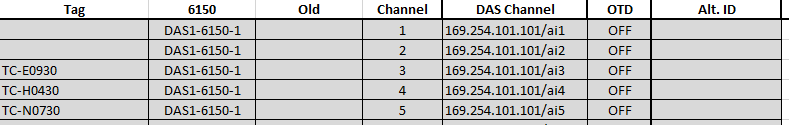 Tag 6150 Old Channel DAS Channel OTD Alt. ID
DAS1-6150-1 1 169.254.101.101/ai1 OFF
DAS1-6150-1 2 169.254.101.101/ai2 OFF
TC-E0930 DAS1-6150-1 3 169.254.101.101/ai3 OFF
TC-H0430 DAS1-6150-1 4 169.254.101.101/ai4 OFF
TC-N0730 DAS1-6150-1 5 169.254.101.101/ai5 OFF